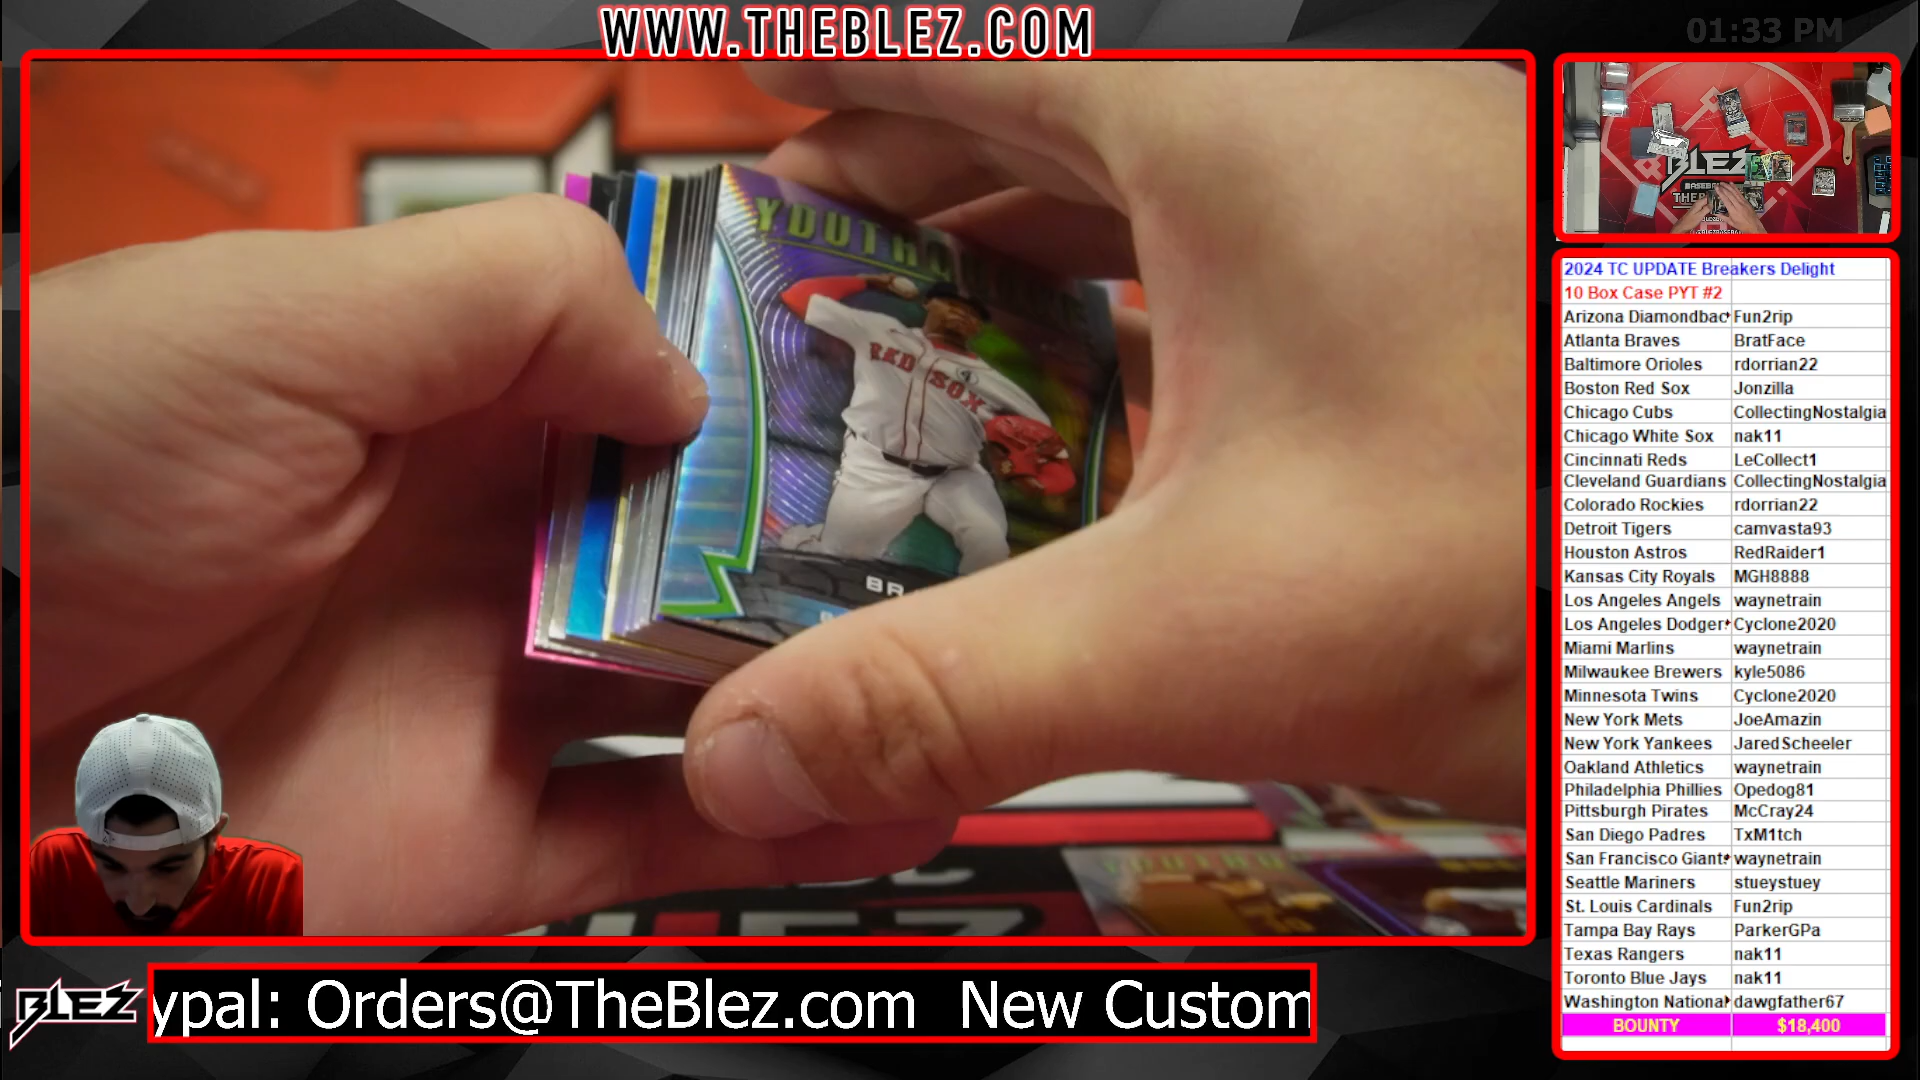 WWW.THEBLEZ.COM
01:33 PM
RED SOX
BLEZ
2024 TC UPDATE Breakers Delight
10 Box Case PYT #2
Arizona Diamondbac Fun2rip
Atlanta Braves BratFace
Baltimore Orioles rdorrian22
Boston Red Sox Jonzilla
Chicago Cubs CollectingNostalgia
Chicago White Sox nak11
Cincinnati Reds LeCollect1
Cleveland Guardians CollectingNostalgia
Colorado Rockies rdorrian22
Detroit Tigers camvasta93
Houston Astros RedRaider1
Kansas City Royals MGH8888
Los Angeles Angels waynetrain
Los Angeles Dodger Cyclone2020
Miami Marlins waynetrain
Milwaukee Brewers kyle5086
Minnesota Twins Cyclone2020
New York Mets JoeAmazin
New York Yankees JaredScheeler
Oakland Athletics waynetrain
Philadelphia Phillies Opedog81
Pittsburgh Pirates McCray24
San Diego Padres TxM1tch
San Francisco Giant waynetrain
Seattle Mariners stueystuey
St. Louis Cardinals Fun2rip
Tampa Bay Rays ParkerGPa
Texas Rangers nak11
Toronto Blue Jays nak11
Washington National dawgfather67
BOUNTY $18,400
BLEZ
ypal: Orders@TheBlez.com New Custom